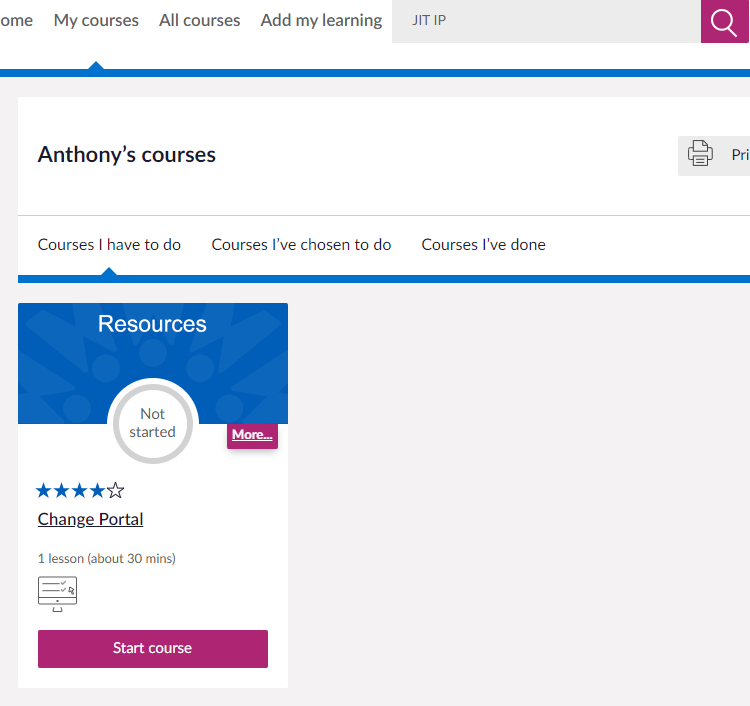 ome My courses All courses Add my learning JIT IP
Anthony’s courses
Pri
Courses I have to do Courses I’ve chosen to do Courses I’ve done
Resources
Not
started
More...
Change Portal
1 lesson (about 30 mins)
Start course